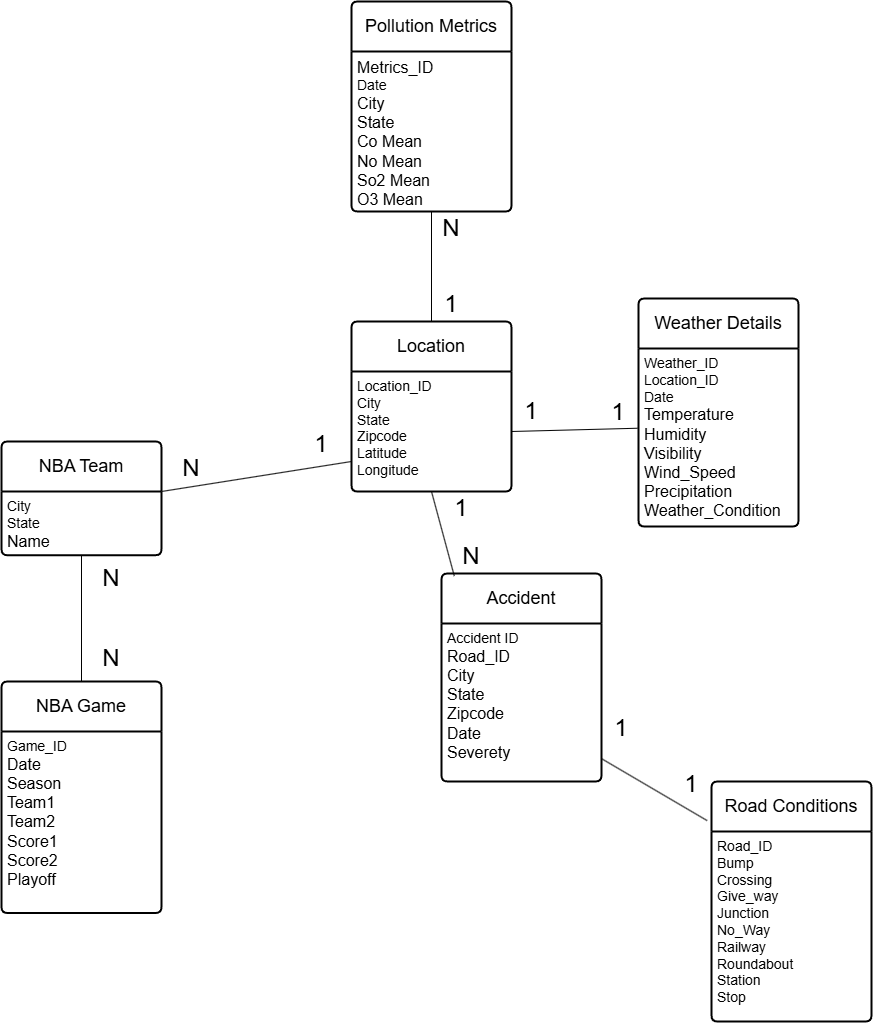 Pollution Metrics
Metrics_ID
Date
City
State
Co Mean
No Mean
So2 Mean
O3 Mean
N
1
Location
Location_ID
City
State
Zipcode
Latitude
Longitude
1
1
Weather Details
Weather_ID
Location_ID
Date
Temperature
Humidity
Visibility
Wind_Speed
Precipitation
Weather_Condition
1
N
NBA Team
City
State
Name
N
N
NBA Game
Game_ID
Date
Season
Team1
Team2
Score1
Score2
Playoff
1
N
Accident
Accident ID
Road_ID
City
State
Zipcode
Date
Severety
1
1
Road Conditions
Road_ID
Bump
Crossing
Give_way
Junction
No_Way
Railway
Roundabout
Station
Stop